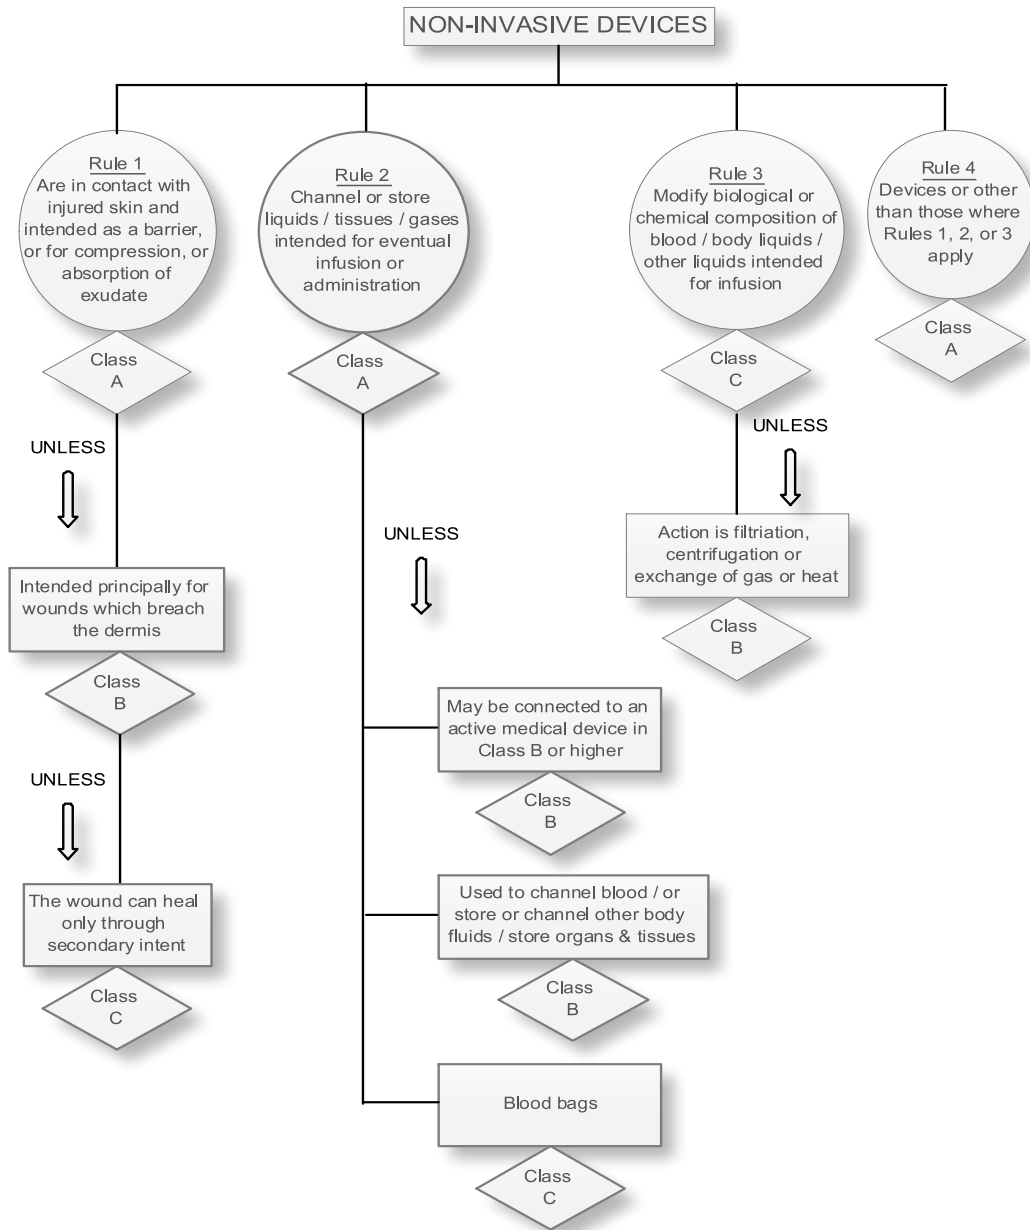 NON-INVASIVE DEVICES
Rule 1
Are in contact with
injured skin and
intended as a barrier,
or for compression, or
absorption of
exudate
Class
A
UNLESS
Intended principally for
wounds which breach
the dermis
Class
B
UNLESS
The wound can heal
only through
secondary intent
Class
C
Rule 2
Channel or store
liquids / tissues / gases
intended for eventual
infusion or
administration
Class
A
UNLESS
May be connected to an
active medical device in
Class B or higher
Class
B
Used to channel blood / or
store or channel other body
fluids / store organs & tissues
Class
B
Blood bags
Class
C
Rule 3
Modify biological or
chemical composition of
blood / body liquids /
other liquids intended
for infusion
Class
C
UNLESS
Action is filtriation,
centrifugation or
exchange of gas or heat
Class
B
Rule 4
Devices or other
than those where
Rules 1, 2, or 3
apply
Class
A